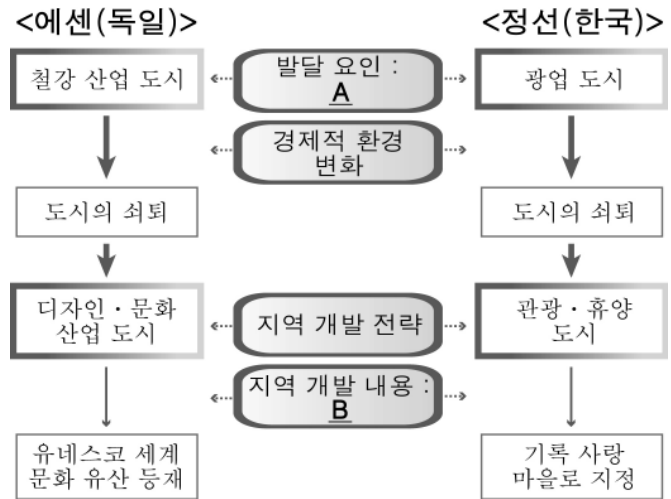 <에센(독일)>
<정선(한국)>
철강 산업 도시
발달 요인 :
A
광업 도시
경제적 환경
변화
도시의 쇠퇴
도시의 쇠퇴
디자인・문화
산업 도시
지역 개발 전략
관광・휴양
도시
지역 개발 내용 :
B
유네스코 세계
문화 유산 등재
기록 사랑
마을로 지정